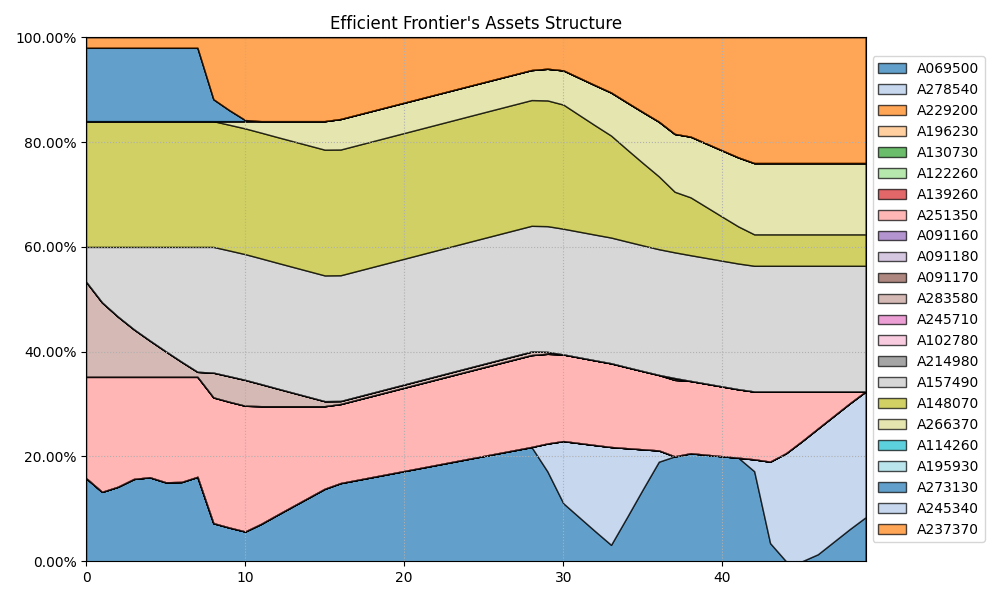 Efficient Frontier's Assets Structure
100.00%
80.00%
60.00%
40.00%
20.00%
0.00%
0
10
20
30
40
A069500
A278540
A229200
A196230
A130730
A122260
A139260
A251350
A091160
A091180
A091170
A283580
A245710
A102780
A214980
A157490
A148070
A266370
A114260
A195930
A273130
A245340
A237370